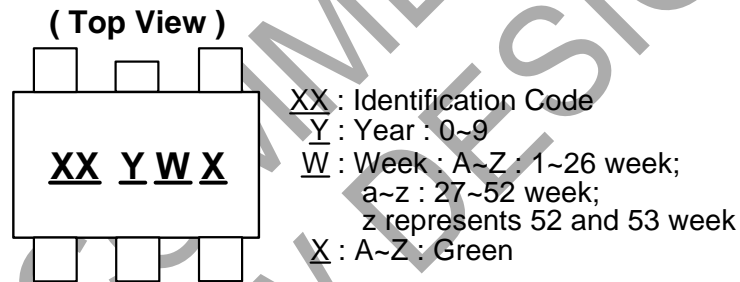 ( Top View )
XX Y W X
XX : Identification Code
Y : Year : 0~9
W : Week : A~Z : 1~26 week;
a~z : 27~52 week;
z represents 52 and 53 week
X : A~Z : Green